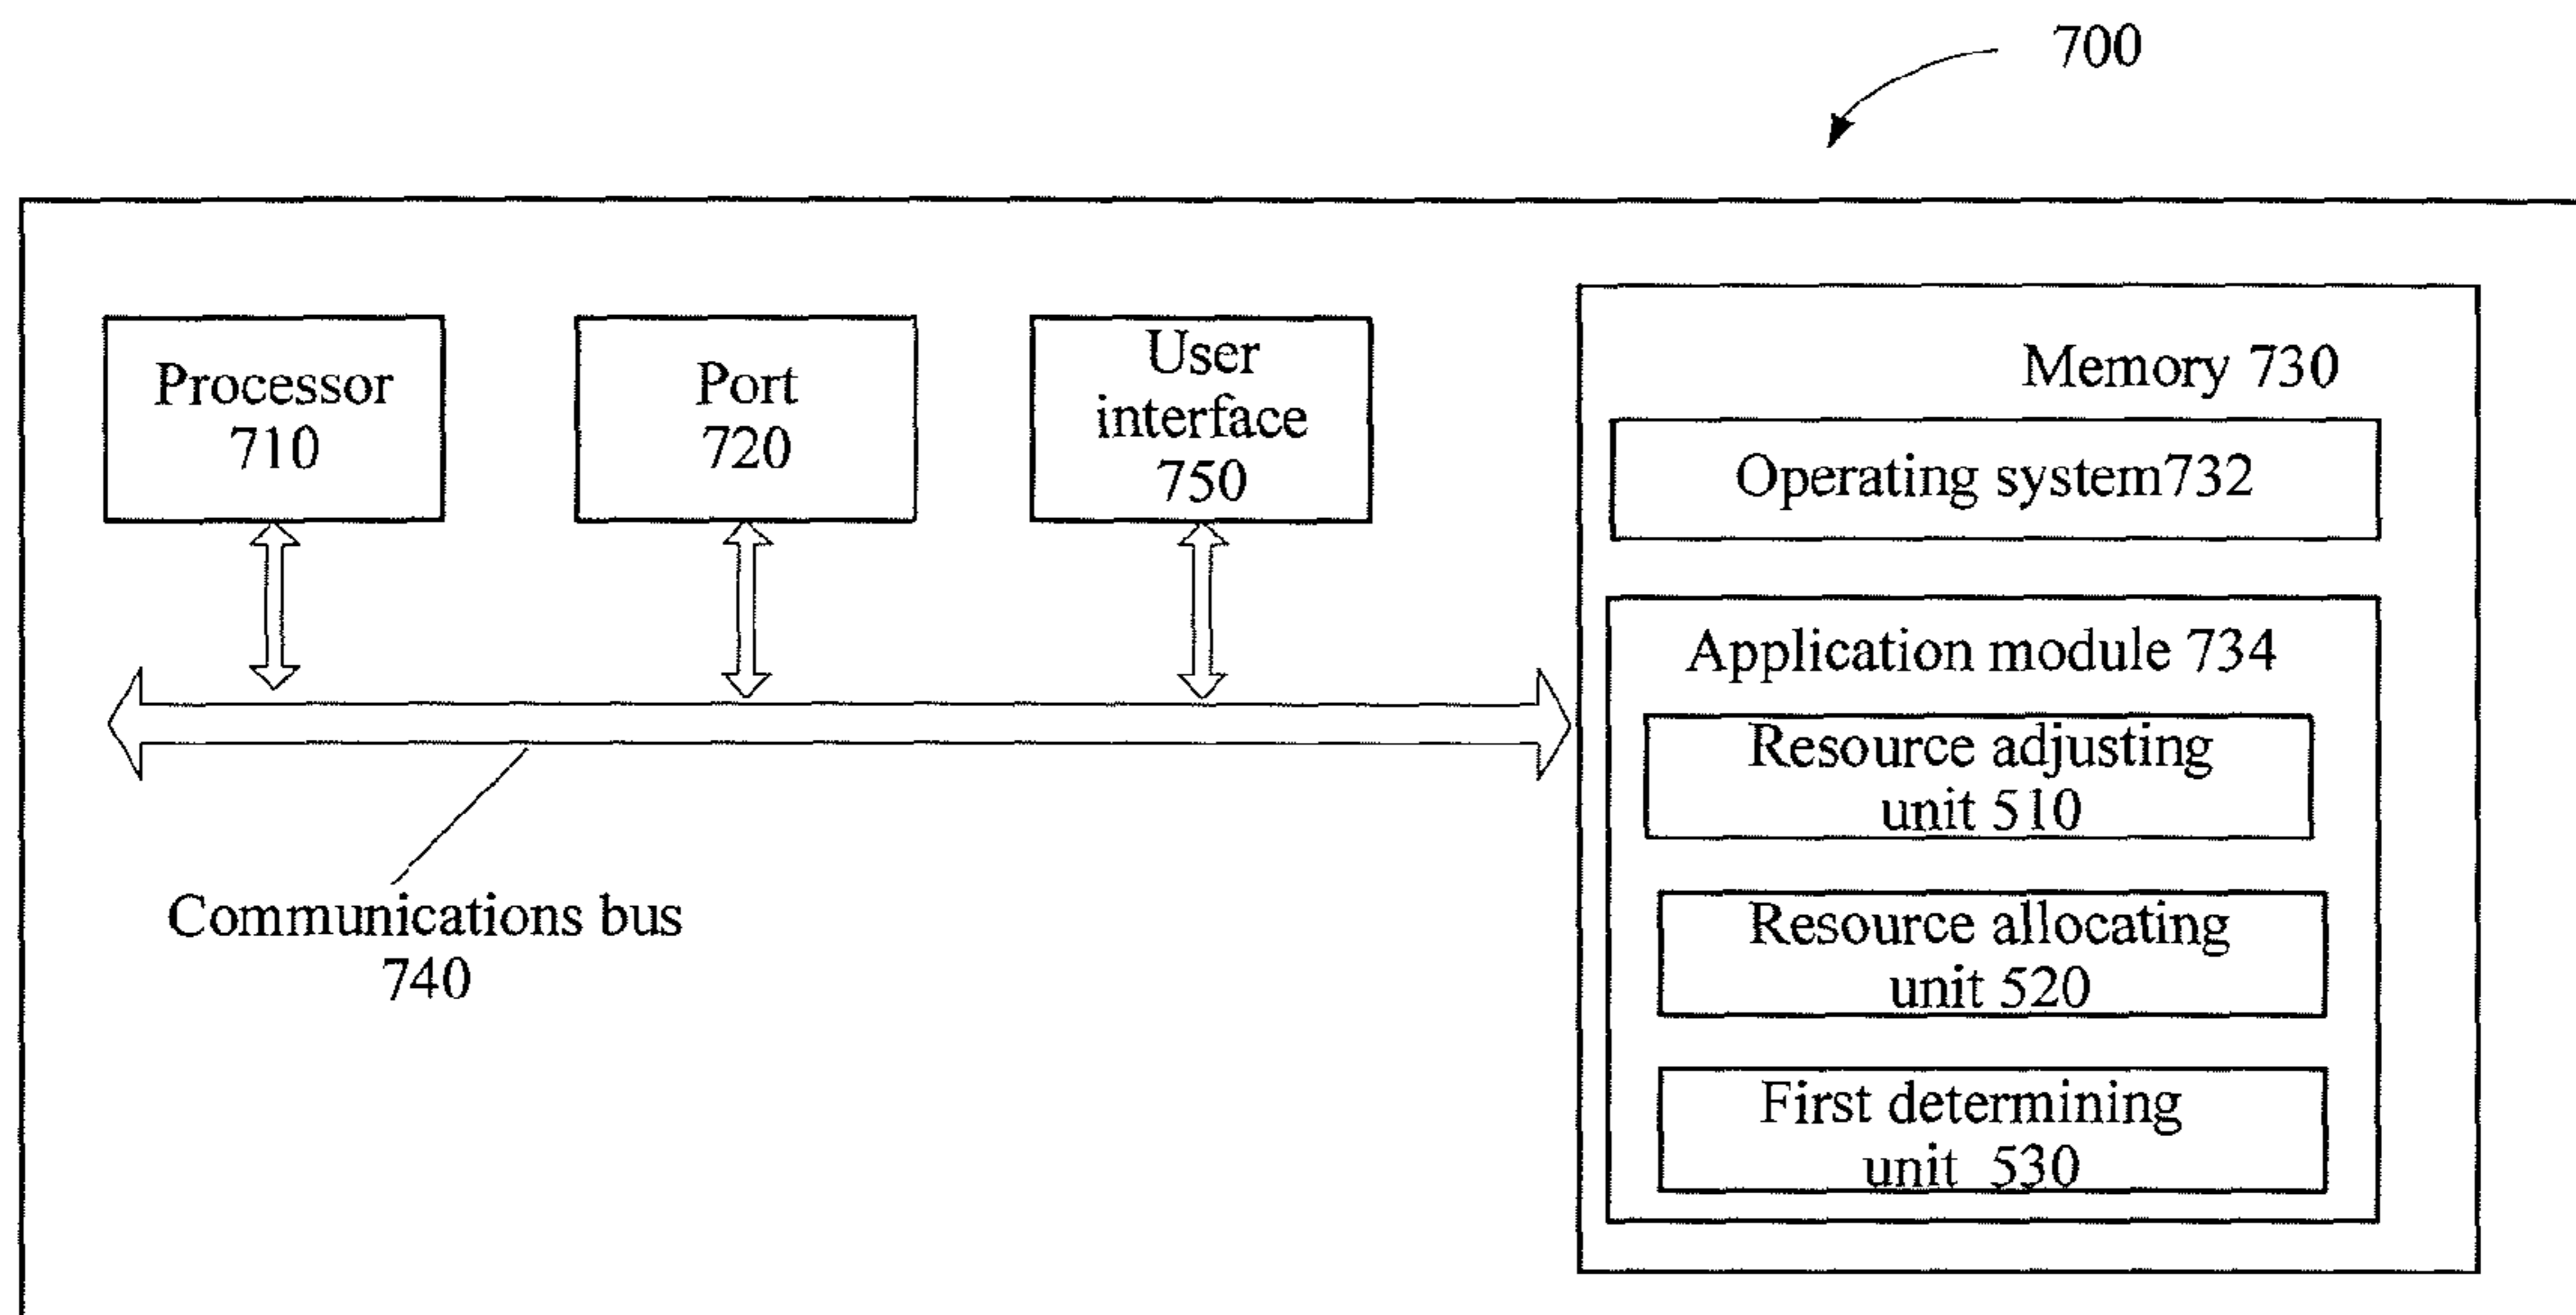 700
Processor
710
Port
720
User
interface
750
Memory 730
Operating system732
Application module 734
Resource adjusting
unit 510
Resource allocating
unit 520
First determining
unit 530
Communications bus
740